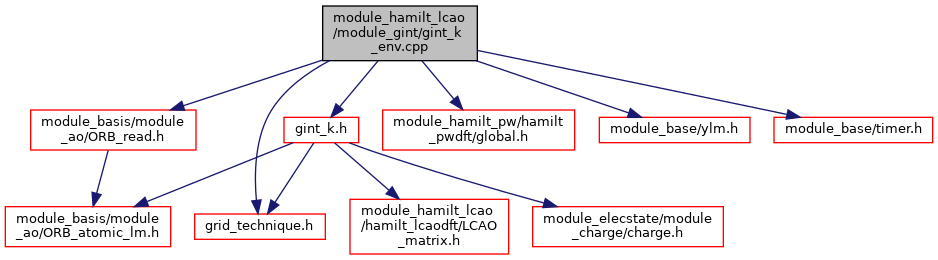 module_hamilt_lcao
/module_gint/gint_k
_env.cpp
module_basis/module
_ao/ORB_read.h
gint_k.h
module_hamilt_pw/hamilt
_pwdft/global.h
module_base/ylm.h
module_base/timer.h
module_basis/module
_ao/ORB_atomic_lm.h
grid_technique.h
module_hamilt_lcao
/hamilt_lcaodft/LCAO
_matrix.h
module_elecstate/module
_charge/charge.h